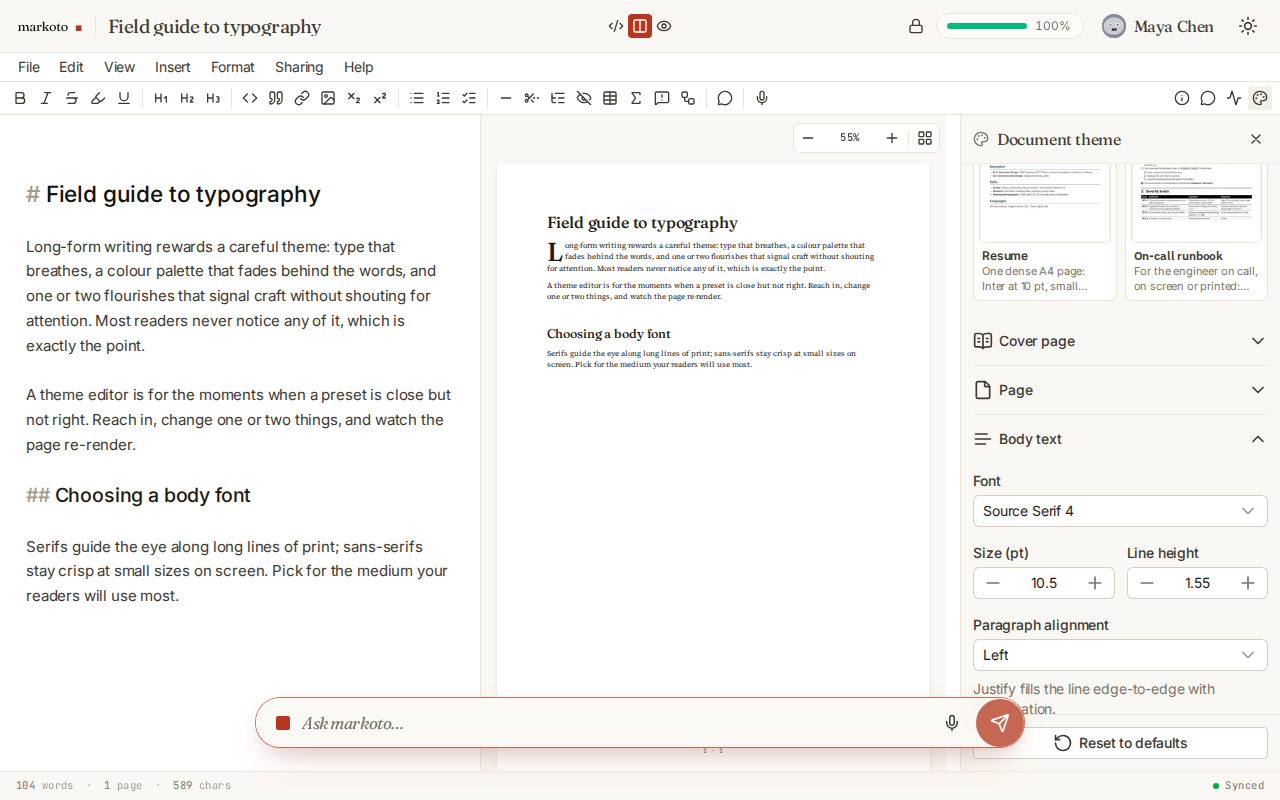 markoto
Field guide to typography
100%
Maya Chen
File Edit View Insert Format Sharing Help
H1 H2 H3
# Field guide to typography
Long-form writing rewards a careful theme: type that
breathes, a colour palette that fades behind the words, and
one or two flourishes that signal craft without shouting for
attention. Most readers never notice any of it, which is
exactly the point.
A theme editor is for the moments when a preset is close but
not right. Reach in, change one or two things, and watch the
page re-render.
## Choosing a body font
Serifs guide the eye along long lines of print; sans-serifs
stay crisp at small sizes on screen. Pick for the medium your
readers will use most.
55%
Field guide to typography
Long-form writing rewards a careful theme: type that breathes, a colour palette that
fades behind the words, and one or two flourishes that signal craft without shouting
for attention. Most readers never notice any of it, which is exactly the point.
A theme editor is for the moments when a preset is close but not right. Reach in, change
one or two things, and watch the page re-render.
Choosing a body font
Serifs guide the eye along long lines of print; sans-serifs stay crisp at small sizes on
screen. Pick for the medium your readers will use most.
1 · 1
Document theme
Resume
One dense A4 page:
Inter at 10 pt, small...
On-call runbook
For the engineer on call,
on screen or printed:...
Cover page
Page
Body text
Font
Source Serif 4
Size (pt) Line height
10.5 1.55
Paragraph alignment
Left
Justify fills the line edge-to-edge with
Reset to defaults
Ask markoto...
104 words · 1 page · 589 chars
Synced